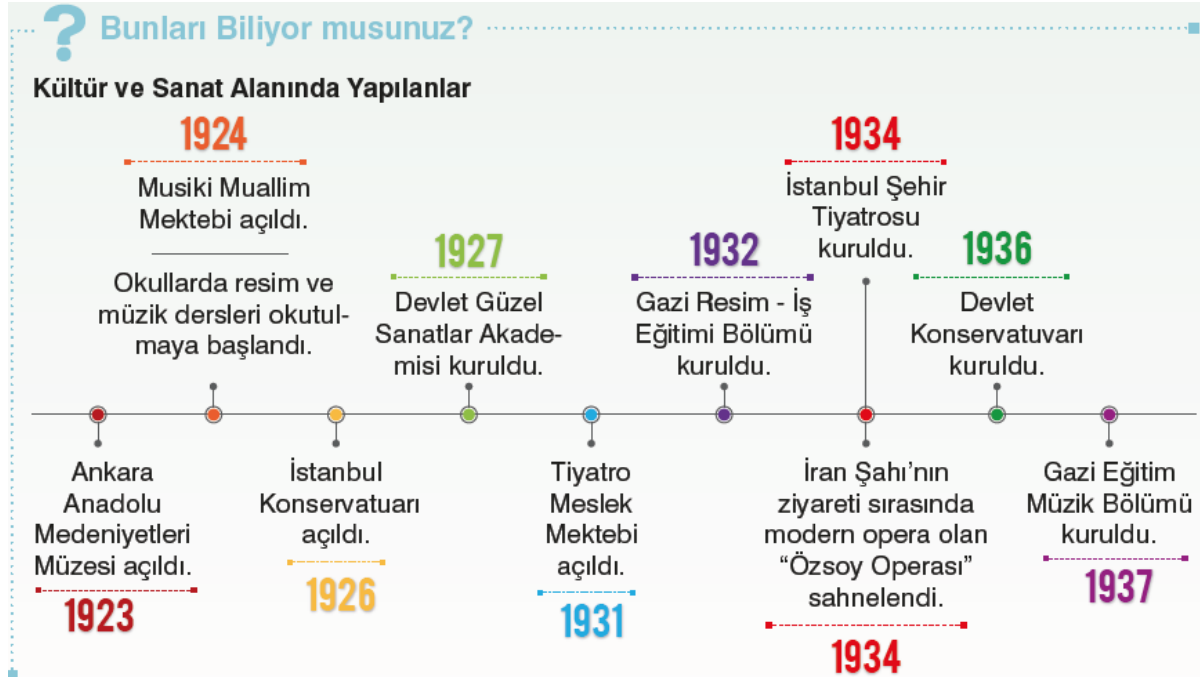 ? Bunları Biliyor musunuz?
Kültür ve Sanat Alanında Yapılanlar
1924
Musiki Muallim
Mektebi açıldı.
Okullarda resim ve
müzik dersleri okutul-
maya başlandı.
1927
Devlet Güzel
Sanatlar Akade-
misi kuruldu.
1932
Gazi Resim - İş
Eğitimi Bölümü
kuruldu.
1934
İstanbul Şehir
Tiyatrosu
kuruldu.
1936
Devlet
Konservatuvarı
kuruldu.
Ankara
Anadolu
Medeniyetleri
Müzesi açıldı.
1923
İstanbul
Konservatuarı
açıldı.
1926
Tiyatro
Meslek
Mektebi
açıldı.
1931
İran Şahı’nın
ziyareti sırasında
modern opera olan
“Özsoy Operası”
sahnelendi.
1934
Gazi Eğitim
Müzik Bölümü
kuruldu.
1937